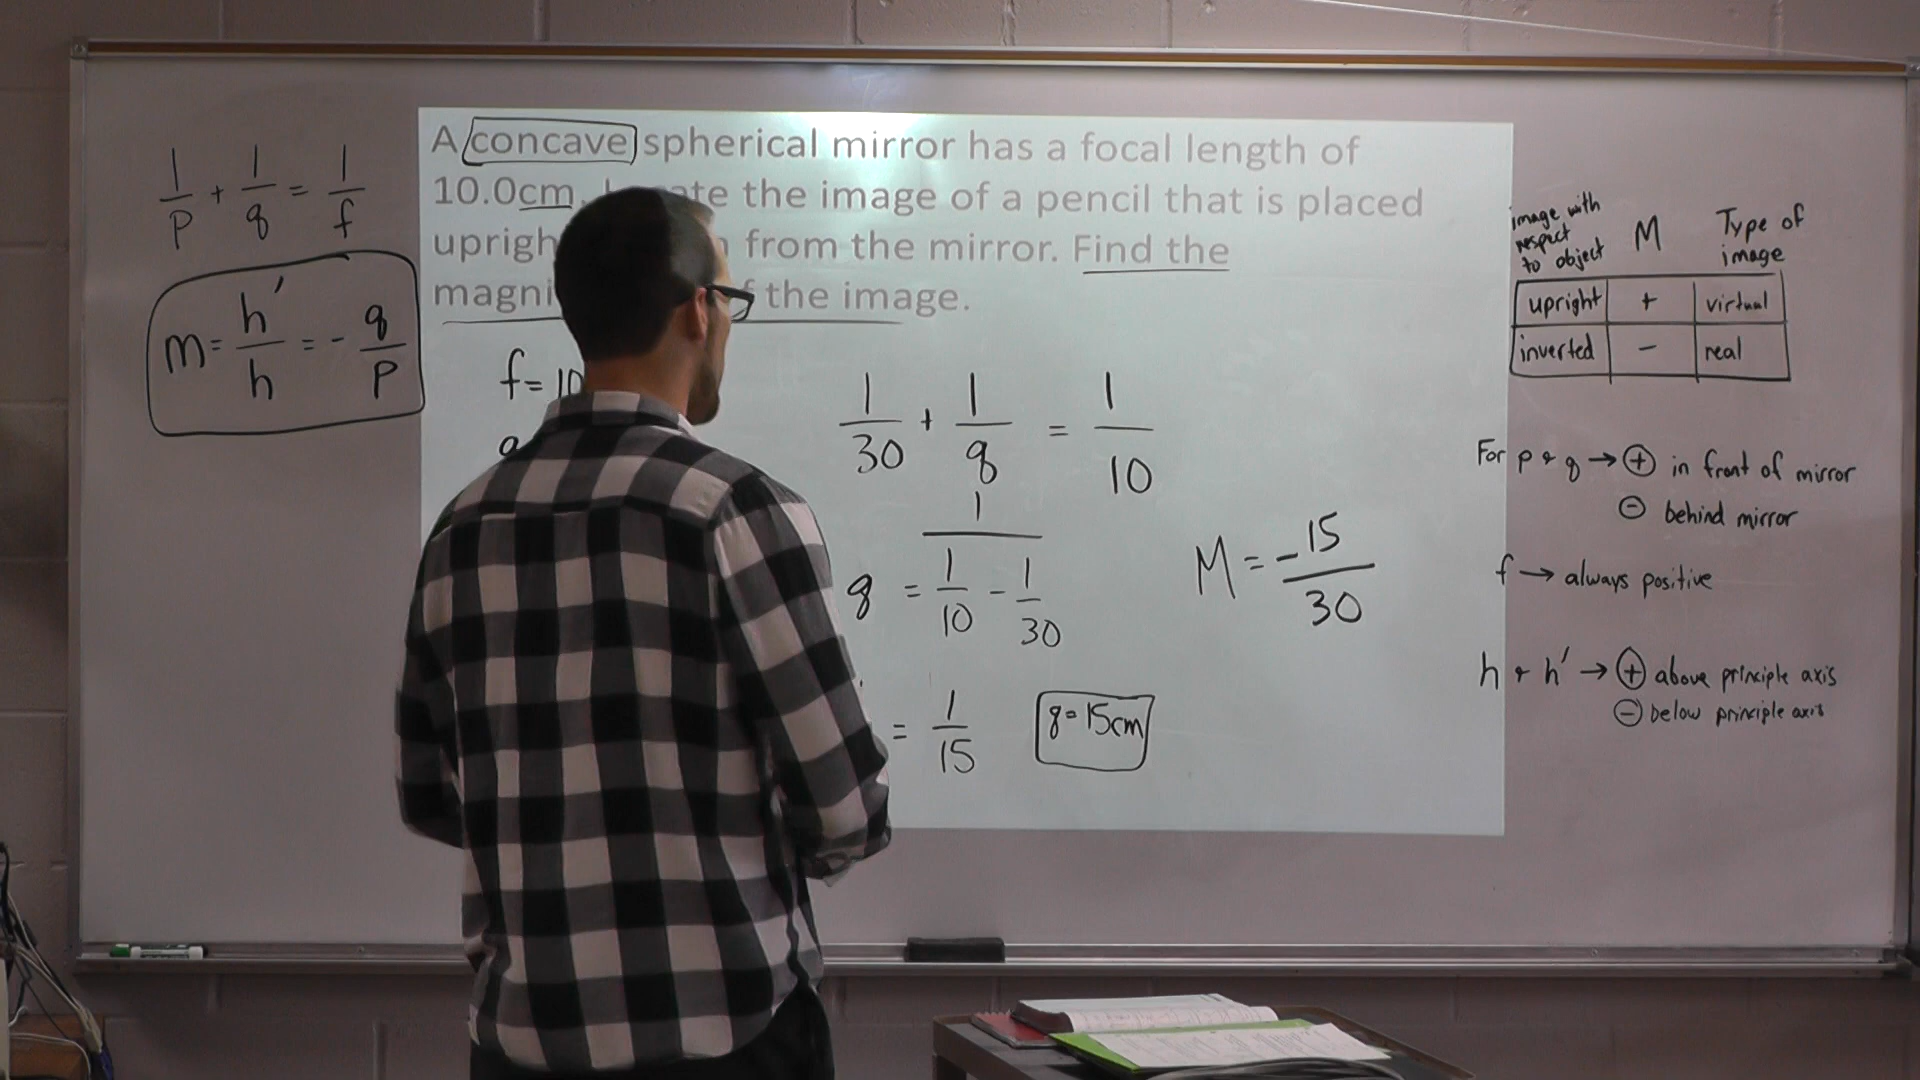 1/p + 1/q = 1/f
M = h'/h = - q/p
A concave spherical mirror has a focal length of
10.0cm. the image of a pencil that is placed
from the mirror. Find the
the image.
f = 10
1/30 + 1/q = 1/10
1
q = 1/10 - 1/30
= 1/15
q = 15cm
M = -15/30
image with respect to object M Type of image
upright + virtual
inverted - real
For p & q → + in front of mirror
- behind mirror
f → always positive
h & h' → + above principle axis
- below principle axis